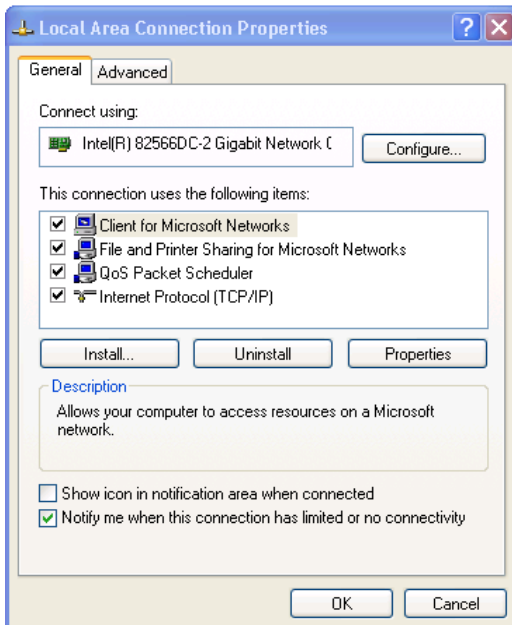 Local Area Connection Properties
General
Advanced
Connect using:
Intel(R) 82566DC-2 Gigabit Network C
Configure...
This connection uses the following items:
Client for Microsoft Networks
File and Printer Sharing for Microsoft Networks
QoS Packet Scheduler
Internet Protocol (TCP/IP)
Install...
Uninstall
Properties
Description
Allows your computer to access resources on a Microsoft
network.
Show icon in notification area when connected
Notify me when this connection has limited or no connectivity
OK
Cancel